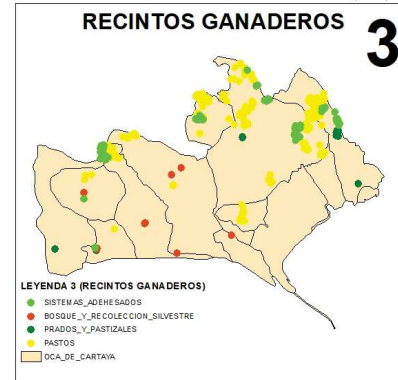 RECINTOS GANADEROS
3
LEYENDA 3 (RECINTOS GANADEROS)
SISTEMAS_ADEHESADOS
BOSQUE_Y_RECOLECCION_SILVESTRE
PRADOS_Y_PASTIZALES
PASTOS
OCA_DE_CARTAYA